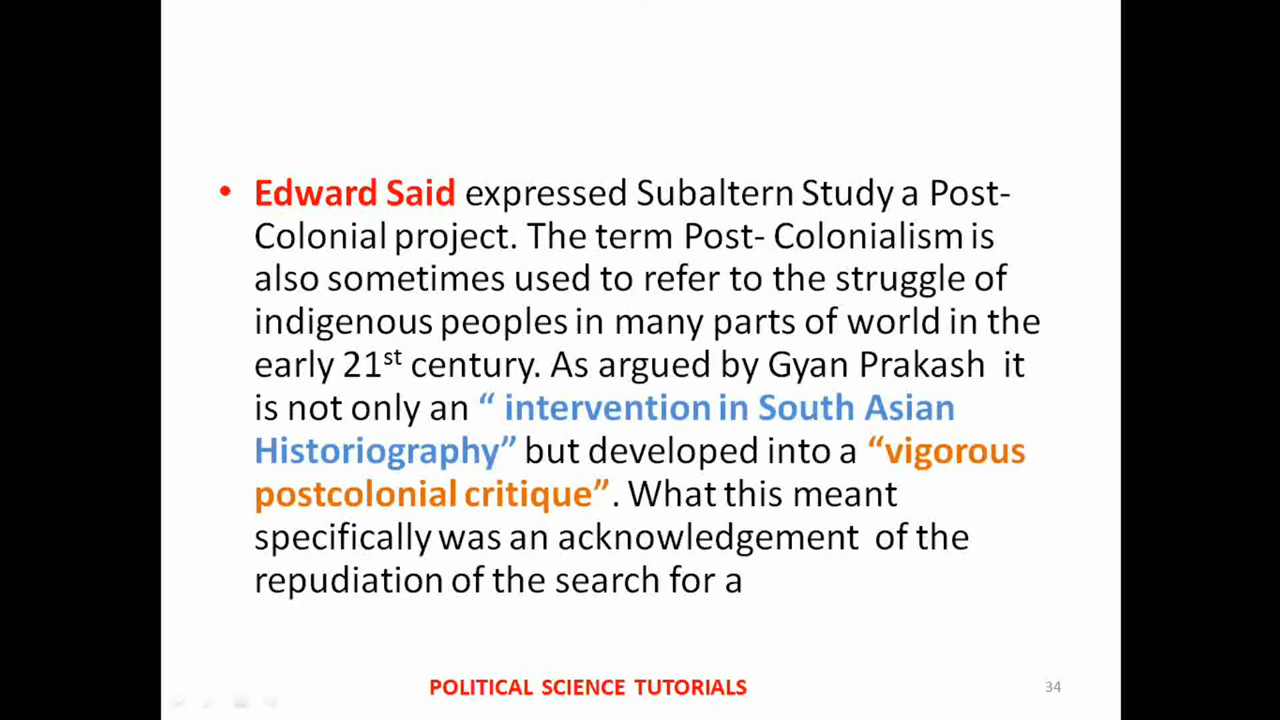 • Edward Said expressed Subaltern Study a Post-
Colonial project. The term Post- Colonialism is
also sometimes used to refer to the struggle of
indigenous peoples in many parts of world in the
early 21st century. As argued by Gyan Prakash it
is not only an “ intervention in South Asian
Historiography” but developed into a “vigorous
postcolonial critique”. What this meant
specifically was an acknowledgement of the
repudiation of the search for a
POLITICAL SCIENCE TUTORIALS
34